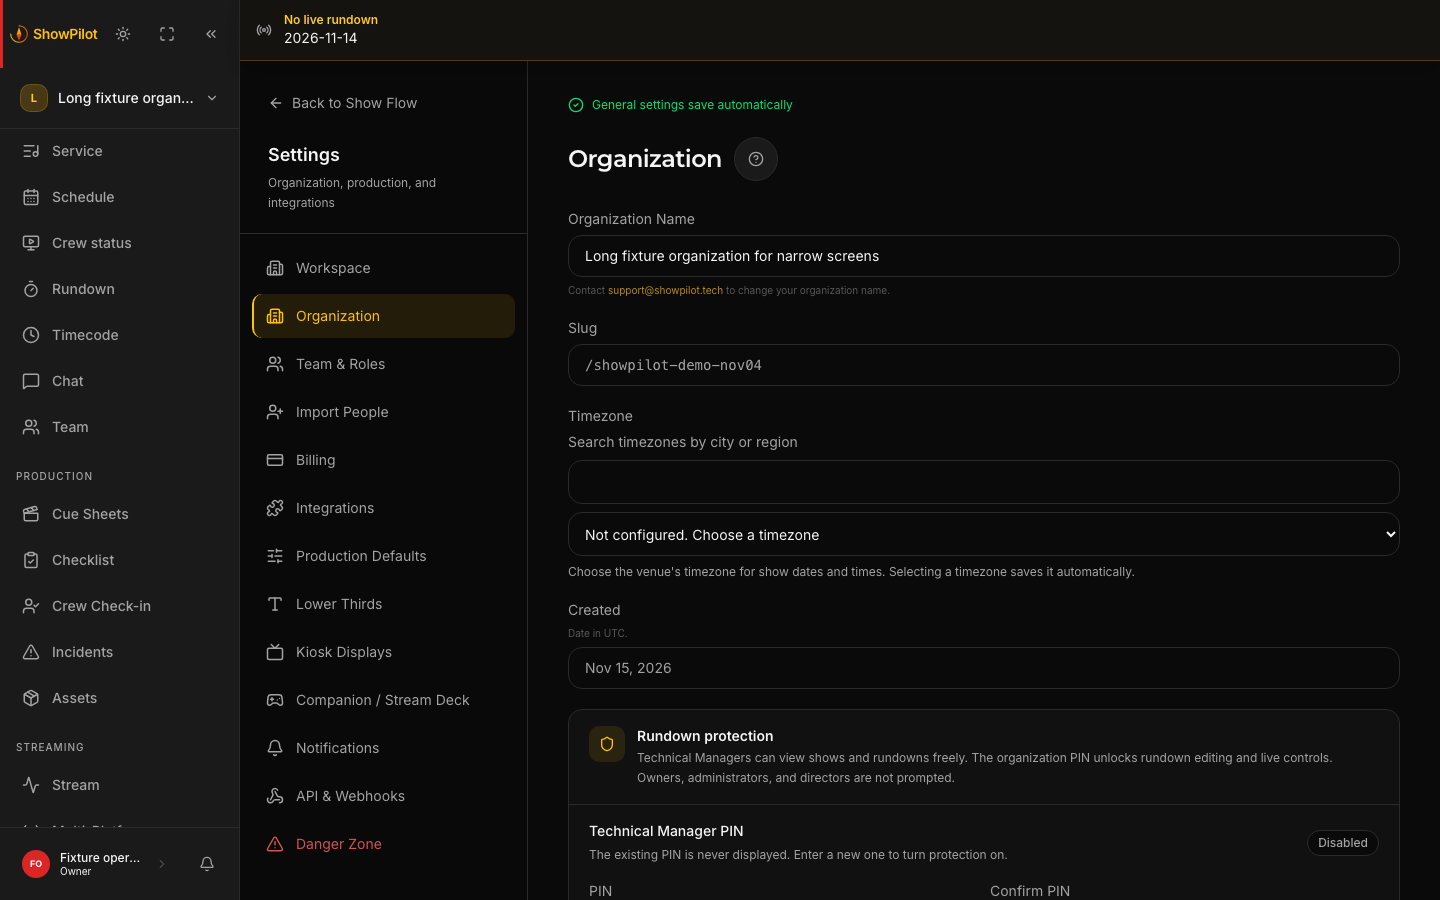 ShowPilot
Long fixture organ...
Service
Schedule
Crew status
Rundown
Timecode
Chat
Team
PRODUCTION
Cue Sheets
Checklist
Crew Check-in
Incidents
Assets
STREAMING
Stream
FO
Fixture oper...
Owner
No live rundown
2026-11-14
Back to Show Flow
Settings
Organization, production, and
integrations
Workspace
Organization
Team & Roles
Import People
Billing
Integrations
Production Defaults
Lower Thirds
Kiosk Displays
Companion / Stream Deck
Notifications
API & Webhooks
Danger Zone
General settings save automatically
Organization
Organization Name
Long fixture organization for narrow screens
Contact support@showpilot.tech to change your organization name.
Slug
/showpilot-demo-nov04
Timezone
Search timezones by city or region
Not configured. Choose a timezone
Choose the venue's timezone for show dates and times. Selecting a timezone saves it automatically.
Created
Date in UTC.
Nov 15, 2026
Rundown protection
Technical Managers can view shows and rundowns freely. The organization PIN unlocks rundown editing and live controls.
Owners, administrators, and directors are not prompted.
Technical Manager PIN
The existing PIN is never displayed. Enter a new one to turn protection on.
Disabled
PIN
Confirm PIN